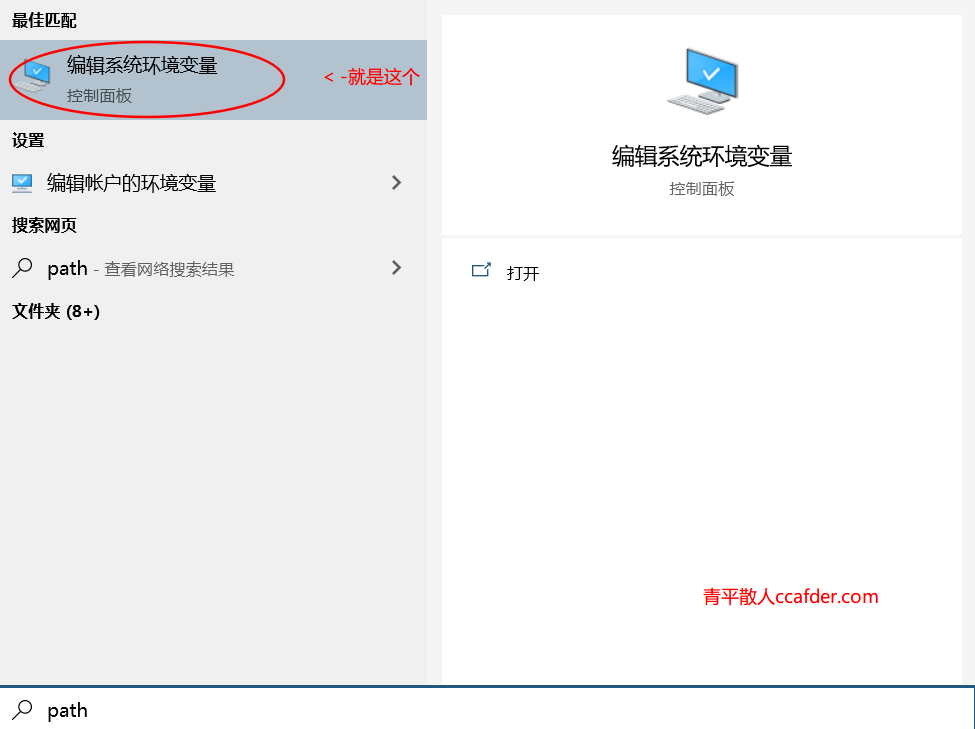 最佳匹配
编辑系统环境变量
控制面板
< -就是这个
设置
编辑帐户的环境变量
搜索网页
path - 查看网络搜索结果
文件夹 (8+)
编辑系统环境变量
控制面板
打开
青平散人ccafder.com
path